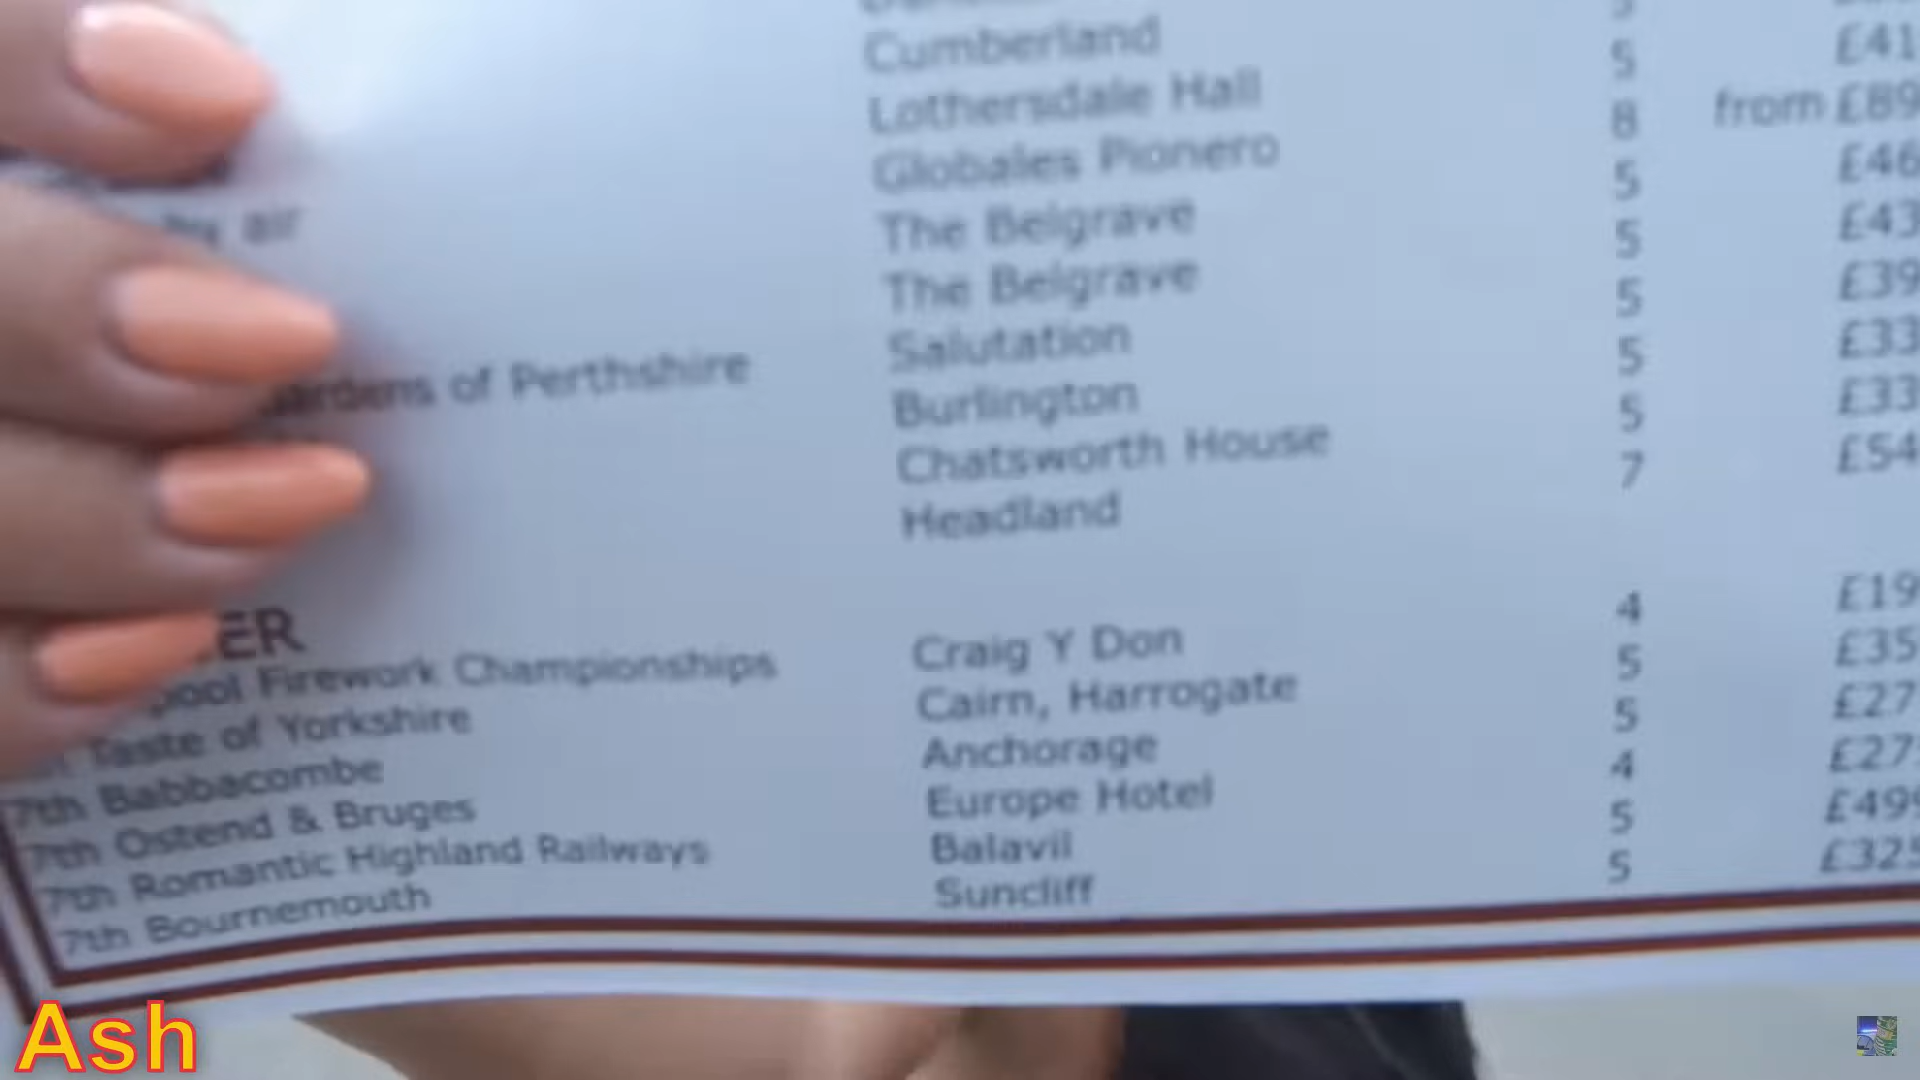 Cumberland 5 £41
Lothersdale Hall 8 from £89
Globales Pionero 5 £46
by air The Belgrave 5 £43
The Belgrave 5 £39
Salutation 5 £33
ardens of Perthshire Burlington 5 £33
Chatsworth House 7 £54
Headland
ER 4 £19
pool Firework Championships Craig Y Don 5 £35
Taste of Yorkshire Cairn, Harrogate 5 £27
7th Babbacombe Anchorage 4 £27
7th Ostend & Bruges Europe Hotel 5 £49
7th Romantic Highland Railways Balavil 5 £325
7th Bournemouth Suncliff
Ash